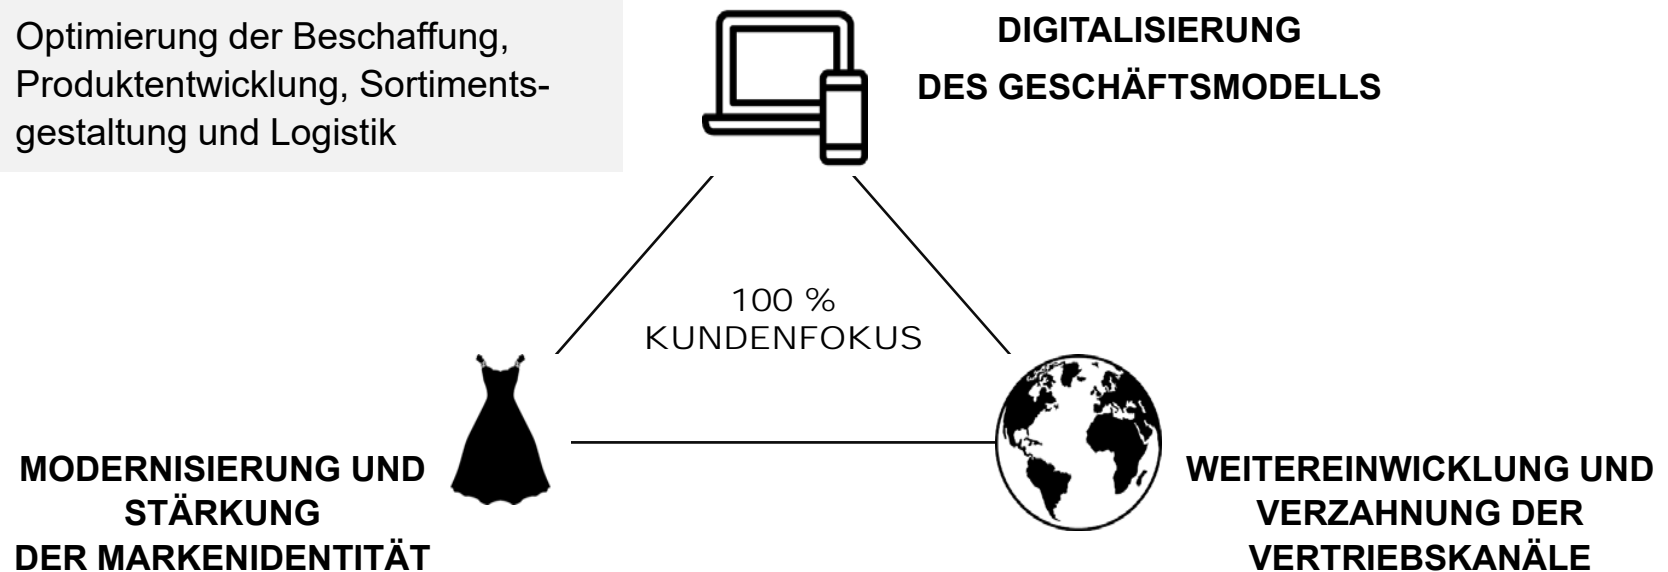 Optimierung der Beschaffung,
Produktentwicklung, Sortiments-
gestaltung und Logistik
DIGITALISIERUNG
DES GESCHÄFTSMODELLS
100 %
KUNDENFOKUS
MODERNISIERUNG UND
STÄRKUNG
DER MARKENIDENTITÄT
WEITEREINWICKLUNG UND
VERZAHNUNG DER
VERTRIEBSKANÄLE